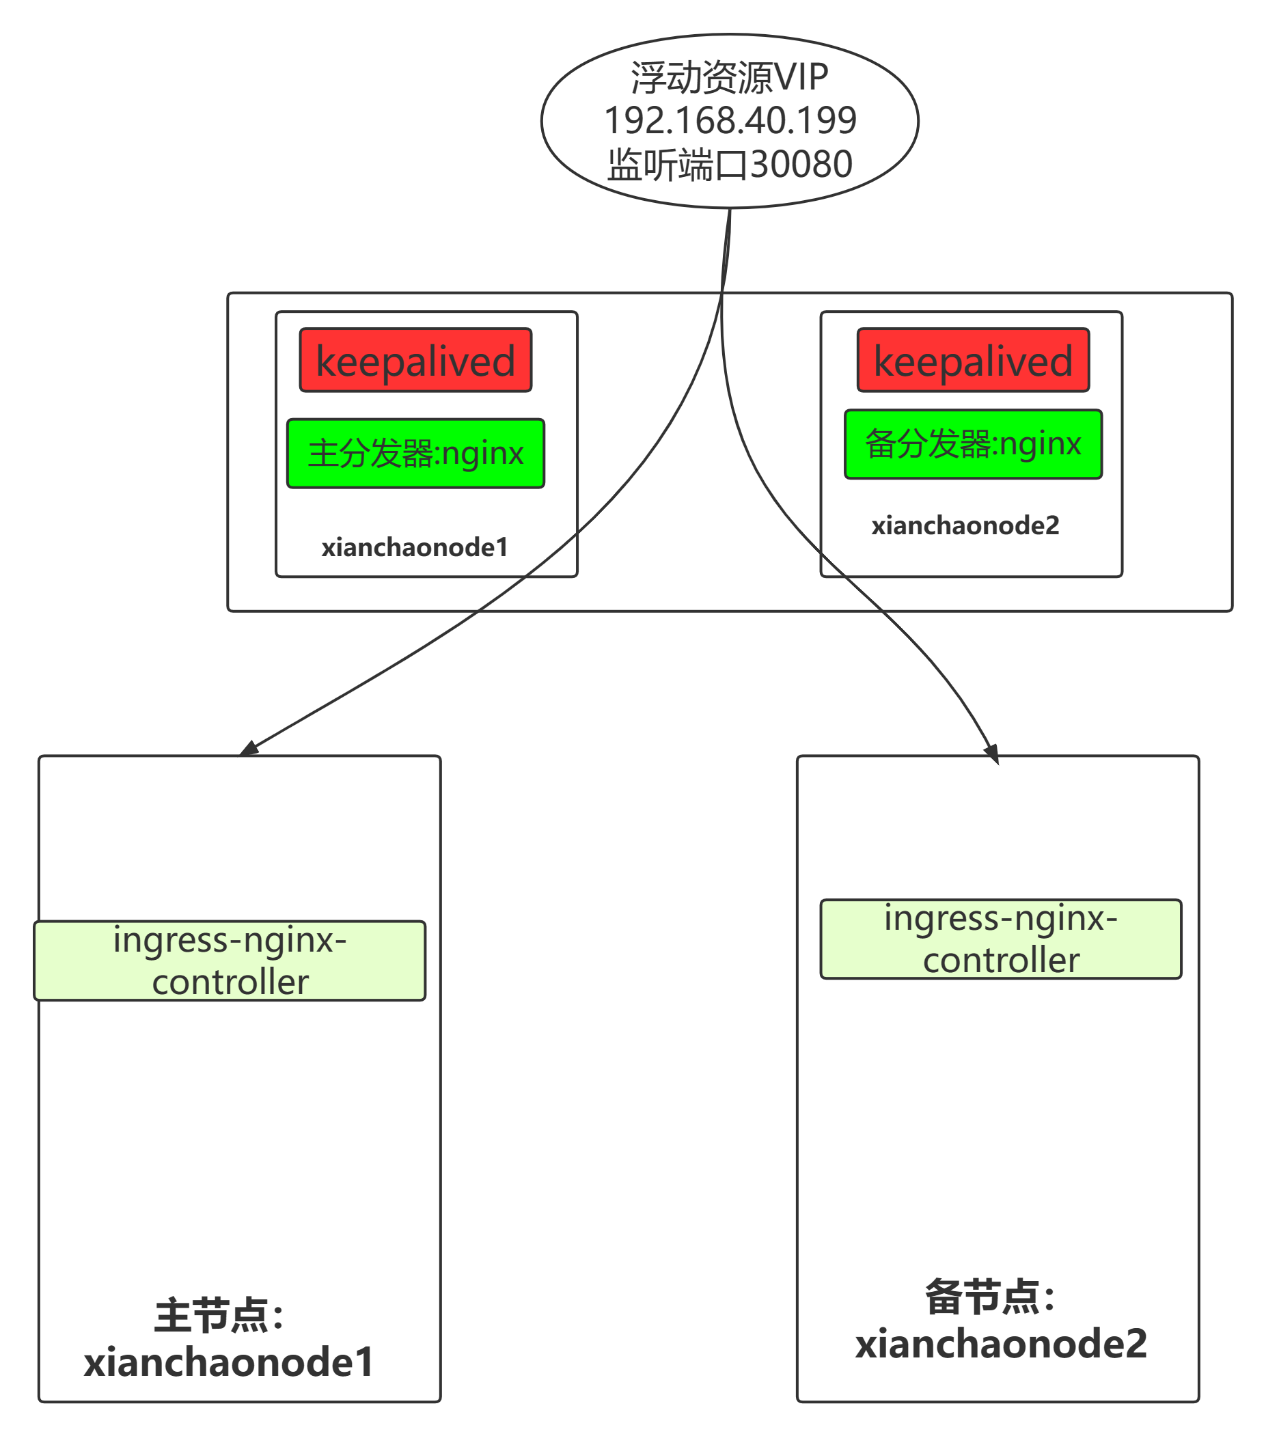 浮动资源VIP
192.168.40.199
监听端口30080
keepalived
主分发器:nginx
xianchaonode1
keepalived
备分发器:nginx
xianchaonode2
ingress-nginx-
controller
主节点：
xianchaonode1
ingress-nginx-
controller
备节点：
xianchaonode2